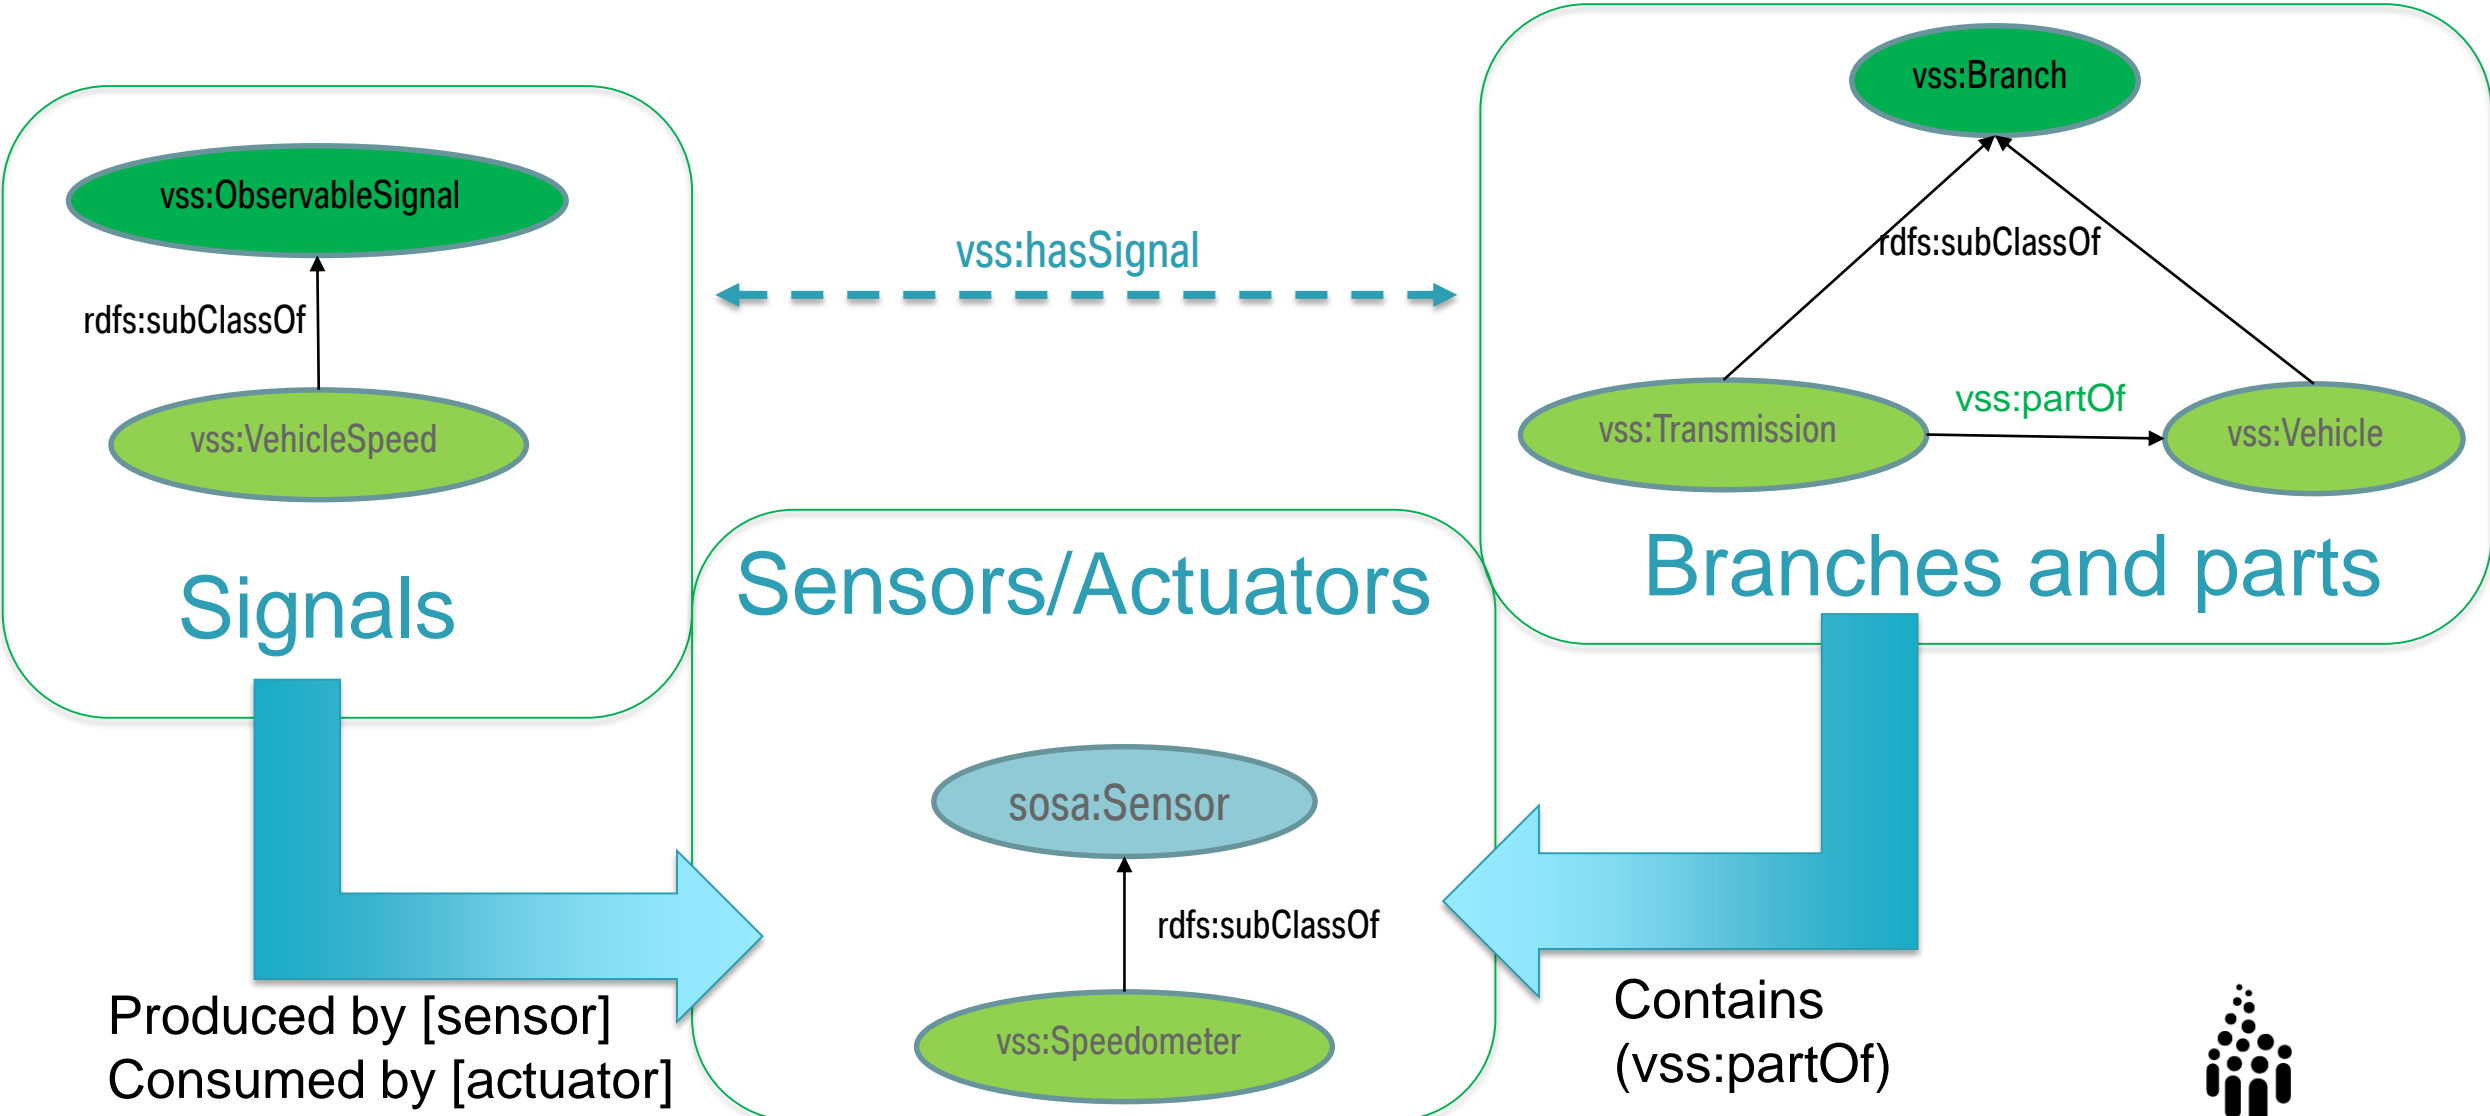 vss:Branch
vss:ObservableSignal
vss:hasSignal
rdfs:subClassOf
rdfs:subClassOf
vss:partOf
vss:VehicleSpeed
vss:Transmission
vss:Vehicle
Signals
Sensors/Actuators
Branches and parts
sosa:Sensor
rdfs:subClassOf
vss:Speedometer
Produced by [sensor]
Consumed by [actuator]
Contains
(vss:partOf)